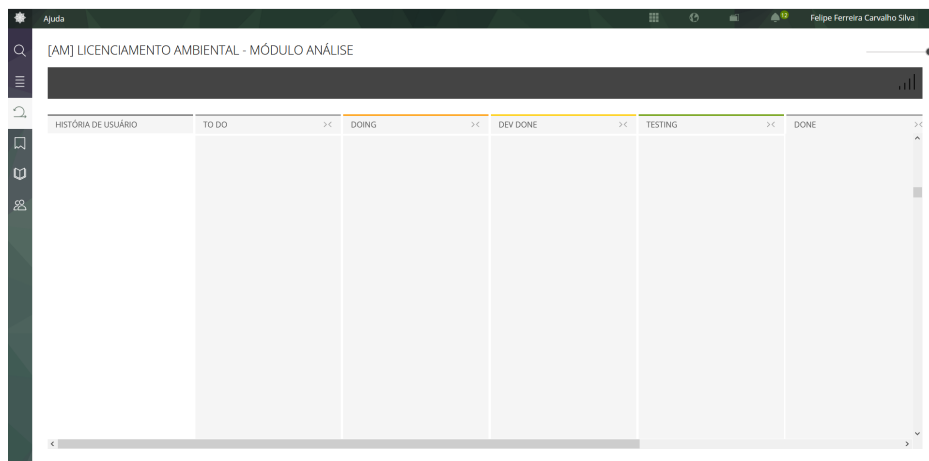 Ajuda
12
Felipe Ferreira Carvalho Silva
[AM] LICENCIAMENTO AMBIENTAL - MÓDULO ANÁLISE
HISTÓRIA DE USUÁRIO
TO DO
DOING
DEV DONE
TESTING
DONE